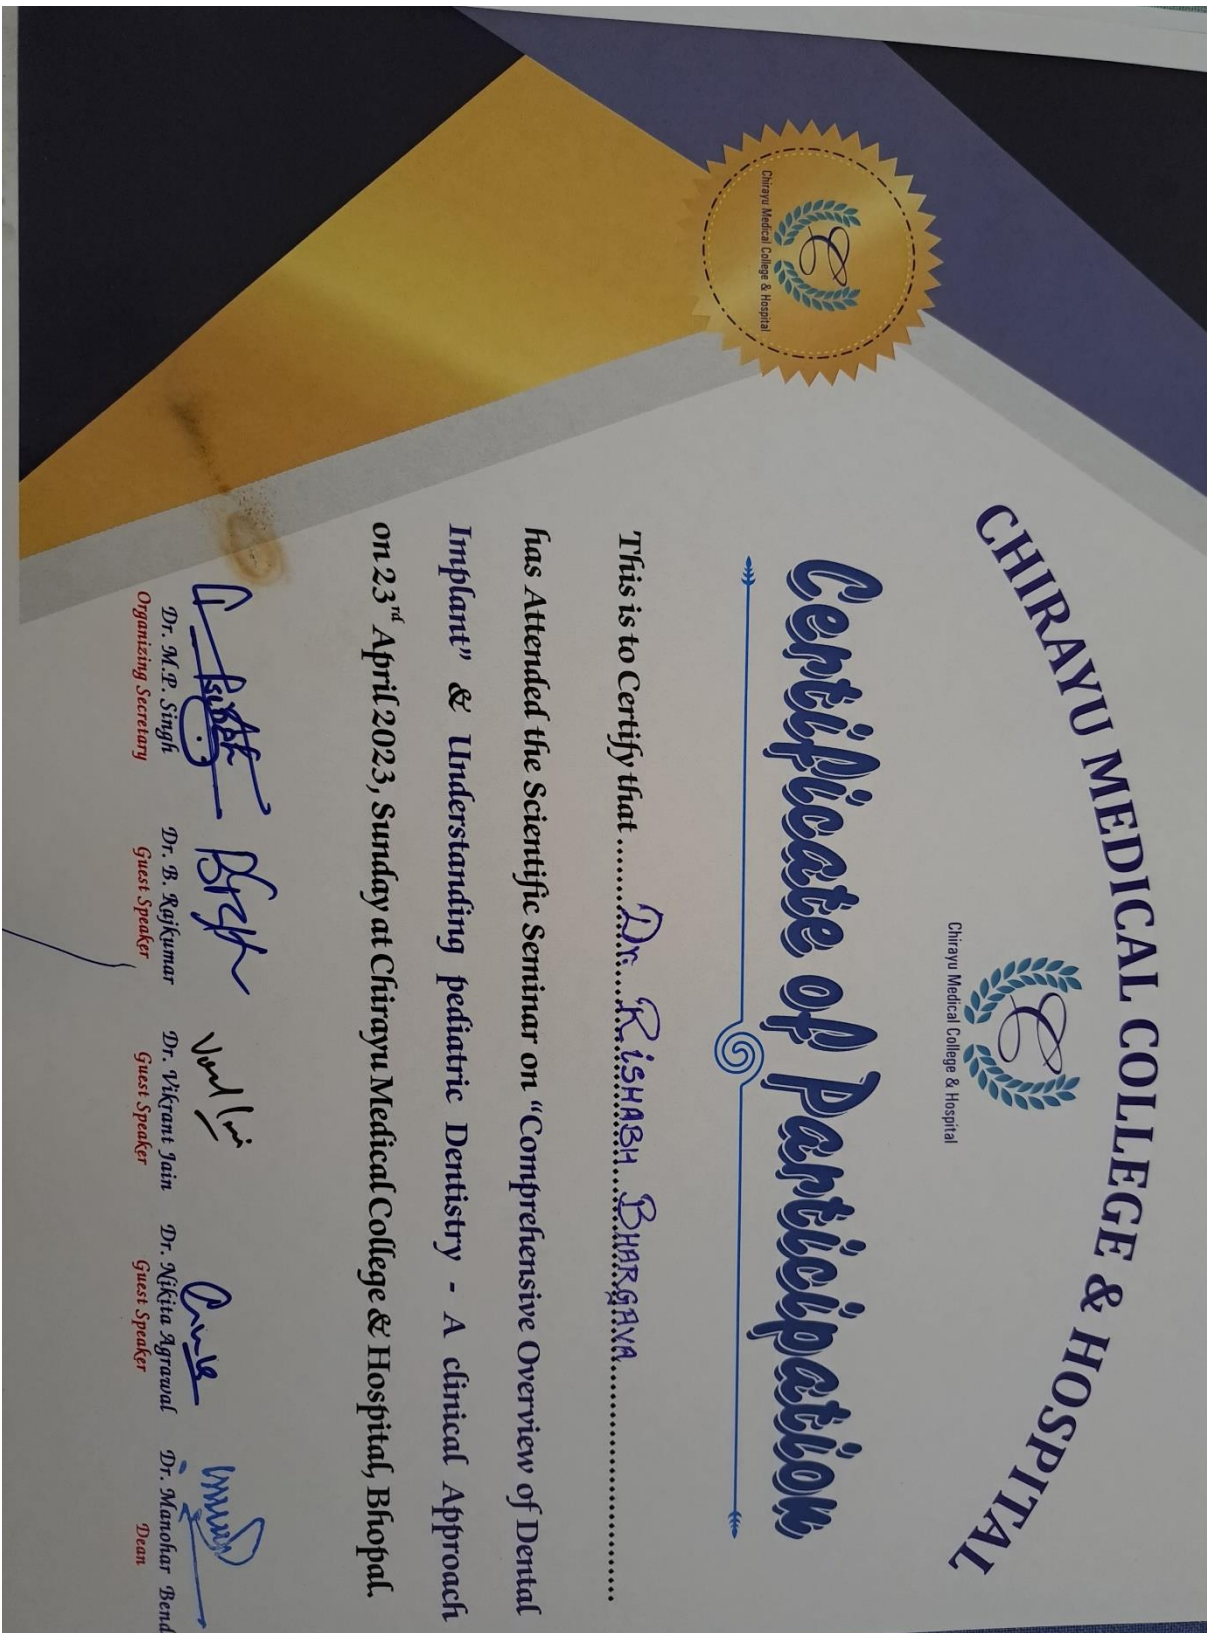 CHIRAYU MEDICAL COLLEGE & HOSPITAL
Chirayu Medical College & Hospital
Chirayu Medical College & Hospital
Certificate of Participation
This is to Certify that ........Dr. RISHABH BHARGAVA........
has Attended the Scientific Seminar on "Comprehensive Overview of Dental
Implant" & Understanding pediatric Dentistry - A clinical Approach
on 23rd April 2023, Sunday at Chirayu Medical College & Hospital, Bhopal.
Dr. M.P. Singh
Organizing Secretary
Dr. B. Rajkumar
Guest Speaker
Dr. Vikrant Jain
Guest Speaker
Dr. Nikita Agrawal
Guest Speaker
Dr. Manohar Bend
Dean